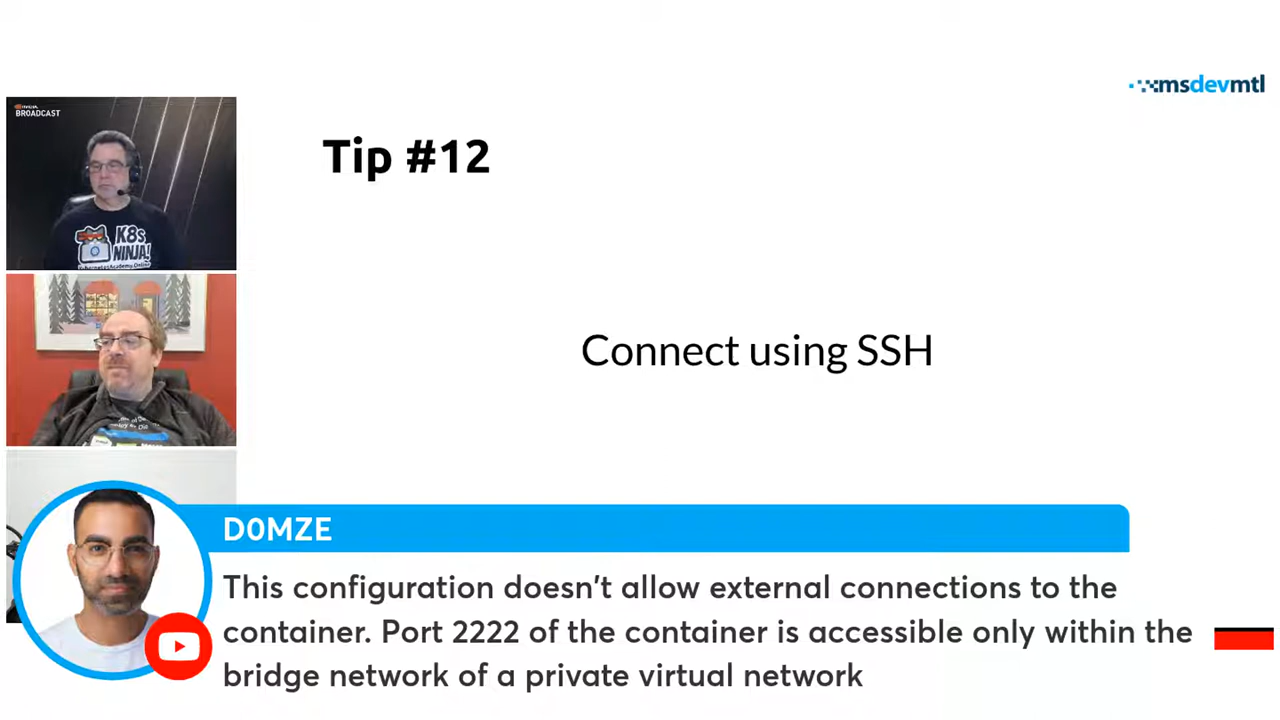 msdevmtl
BROADCAST
Tip #12
K8s
NINJA!
Connect using SSH
D0MZE
This configuration doesn't allow external connections to the
container. Port 2222 of the container is accessible only within the
bridge network of a private virtual network